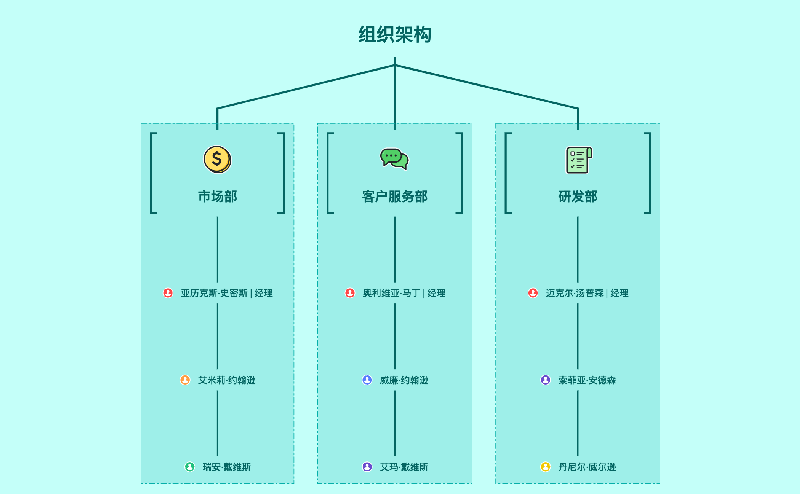 组织架构
市场部
亚历克斯·史密斯 | 经理
艾米莉·约翰逊
瑞安·戴维斯
客户服务部
奥利维亚·马丁 | 经理
威廉·约翰逊
艾玛·戴维斯
研发部
迈克尔·汤普森 | 经理
索菲亚·安德森
丹尼尔·威尔逊